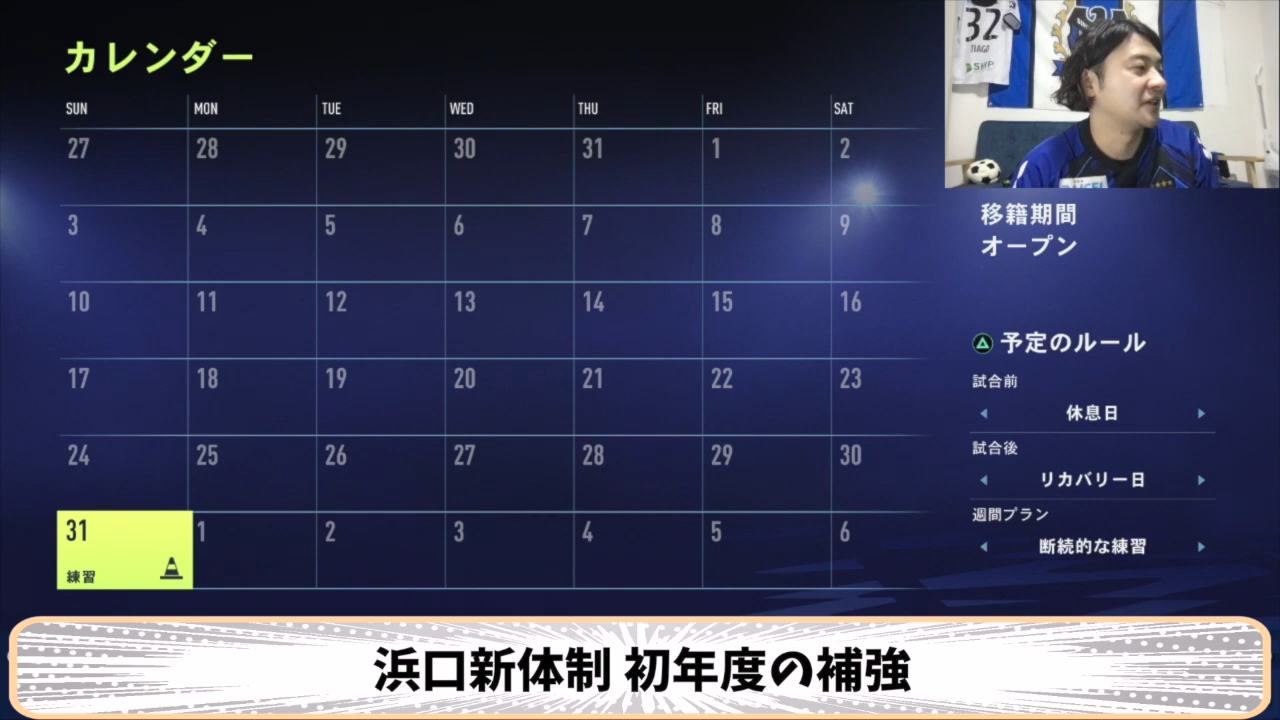 カレンダー
SUN MON TUE WED THU FRI SAT
27 28 29 30 31 1 2
3 4 5 6 7 8 9
10 11 12 13 14 15 16
17 18 19 20 21 22 23
24 25 26 27 28 29 30
31 1 2 3 4 5 6
練習
32
TIAGO
移籍期間
オープン
予定のルール
試合前
休息日
試合後
リカバリー日
週間プラン
断続的な練習
浜口新体制 初年度の補強